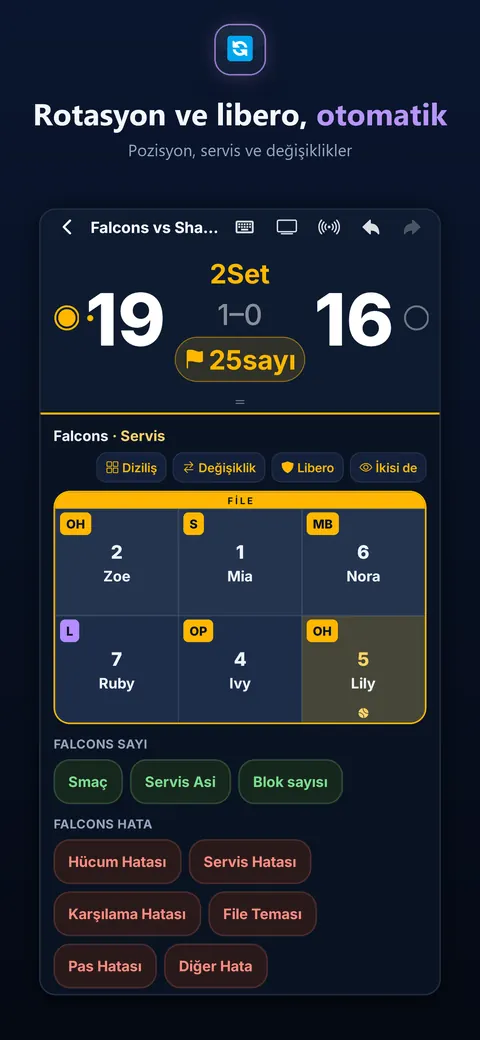 Rotasyon ve libero, otomatik
Pozisyon, servis ve değişiklikler
Falcons vs Sha...
2Set
19 1–0 16
25sayı
Falcons · Servis
Diziliş Değişiklik Libero İkisi de
FİLE
OH S MB
2 1 6
Zoe Mia Nora
L OP OH
7 4 5
Ruby Ivy Lily
FALCONS SAYI
Smaç Servis Asi Blok sayısı
FALCONS HATA
Hücum Hatası Servis Hatası
Karşılama Hatası File Teması
Pas Hatası Diğer Hata